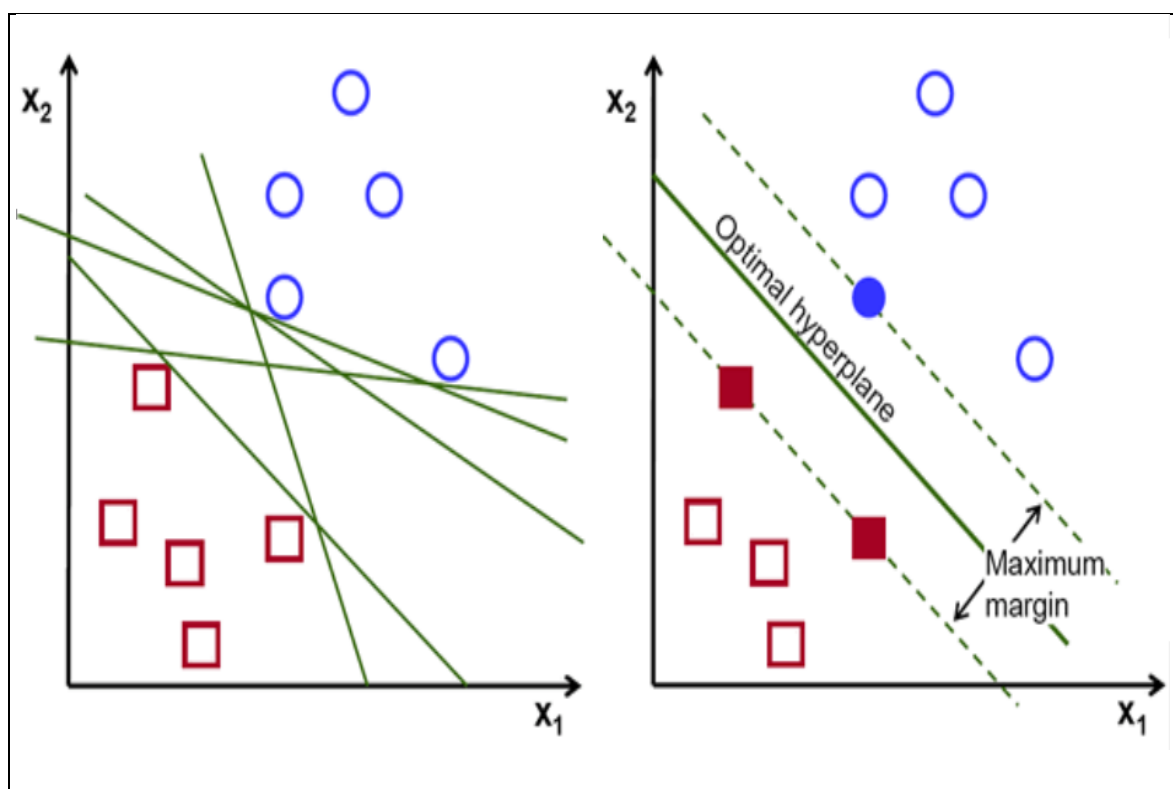 X₂
X₁
X₂
Optimal hyperplane
Maximum
margin
X₁